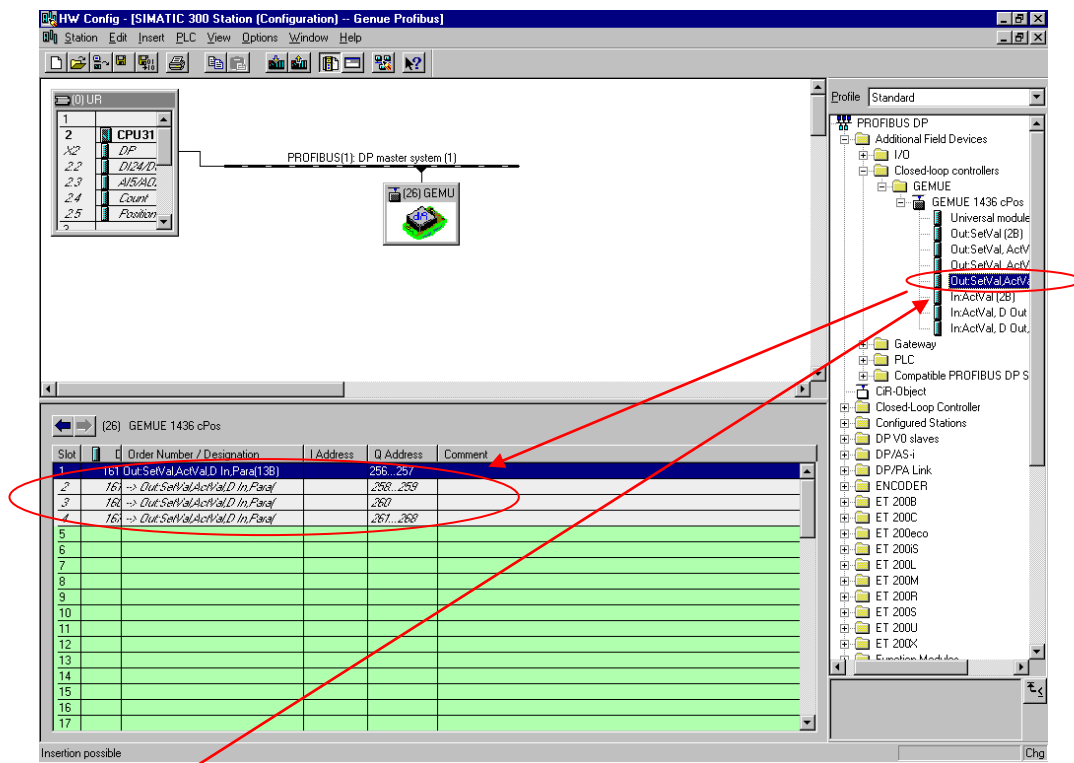 HW Config - [SIMATIC 300 Station (Configuration) -- Genue Profibus]
Station Edit Insert PLC View Options Window Help
(0) UR
1
2 CPU31
X2 DP
2.2 DI24/D
2.3 AI5/AO
2.4 Count
2.5 Position
3
PROFIBUS(1): DP master system (1)
(26) GEMU
Profile Standard
PROFIBUS DP
Additional Field Devices
I/O
Closed-loop controllers
GEMUE
GEMUE 1436 cPos
Universal module
Out:SetVal (2B)
Out:SetVal, ActV
Out:SetVal, ActV
Out:SetVal,ActVa
In:ActVal (2B)
In:ActVal, D Out
In:ActVal, D Out,
Gateway
PLC
Compatible PROFIBUS DP S
CiR-Object
Closed-Loop Controller
Configured Stations
DP V0 slaves
DP/AS-i
DP/PA Link
ENCODER
ET 200B
ET 200C
ET 200eco
ET 200iS
ET 200L
ET 200M
ET 200R
ET 200S
ET 200U
ET 200X
Function Modules
(26) GEMUE 1436 cPos
Slot D Order Number / Designation I Address Q Address Comment
1 161 Out:SetVal,ActVal,D In,Para(13B) 256...257
2 161 --> Out:SetVal,ActVal,D In,Para( 258...259
3 160 --> Out:SetVal,ActVal,D In,Para( 260
4 167 --> Out:SetVal,ActVal,D In,Para( 261...268
5
6
7
8
9
10
11
12
13
14
15
16
17
Insertion possible Chg